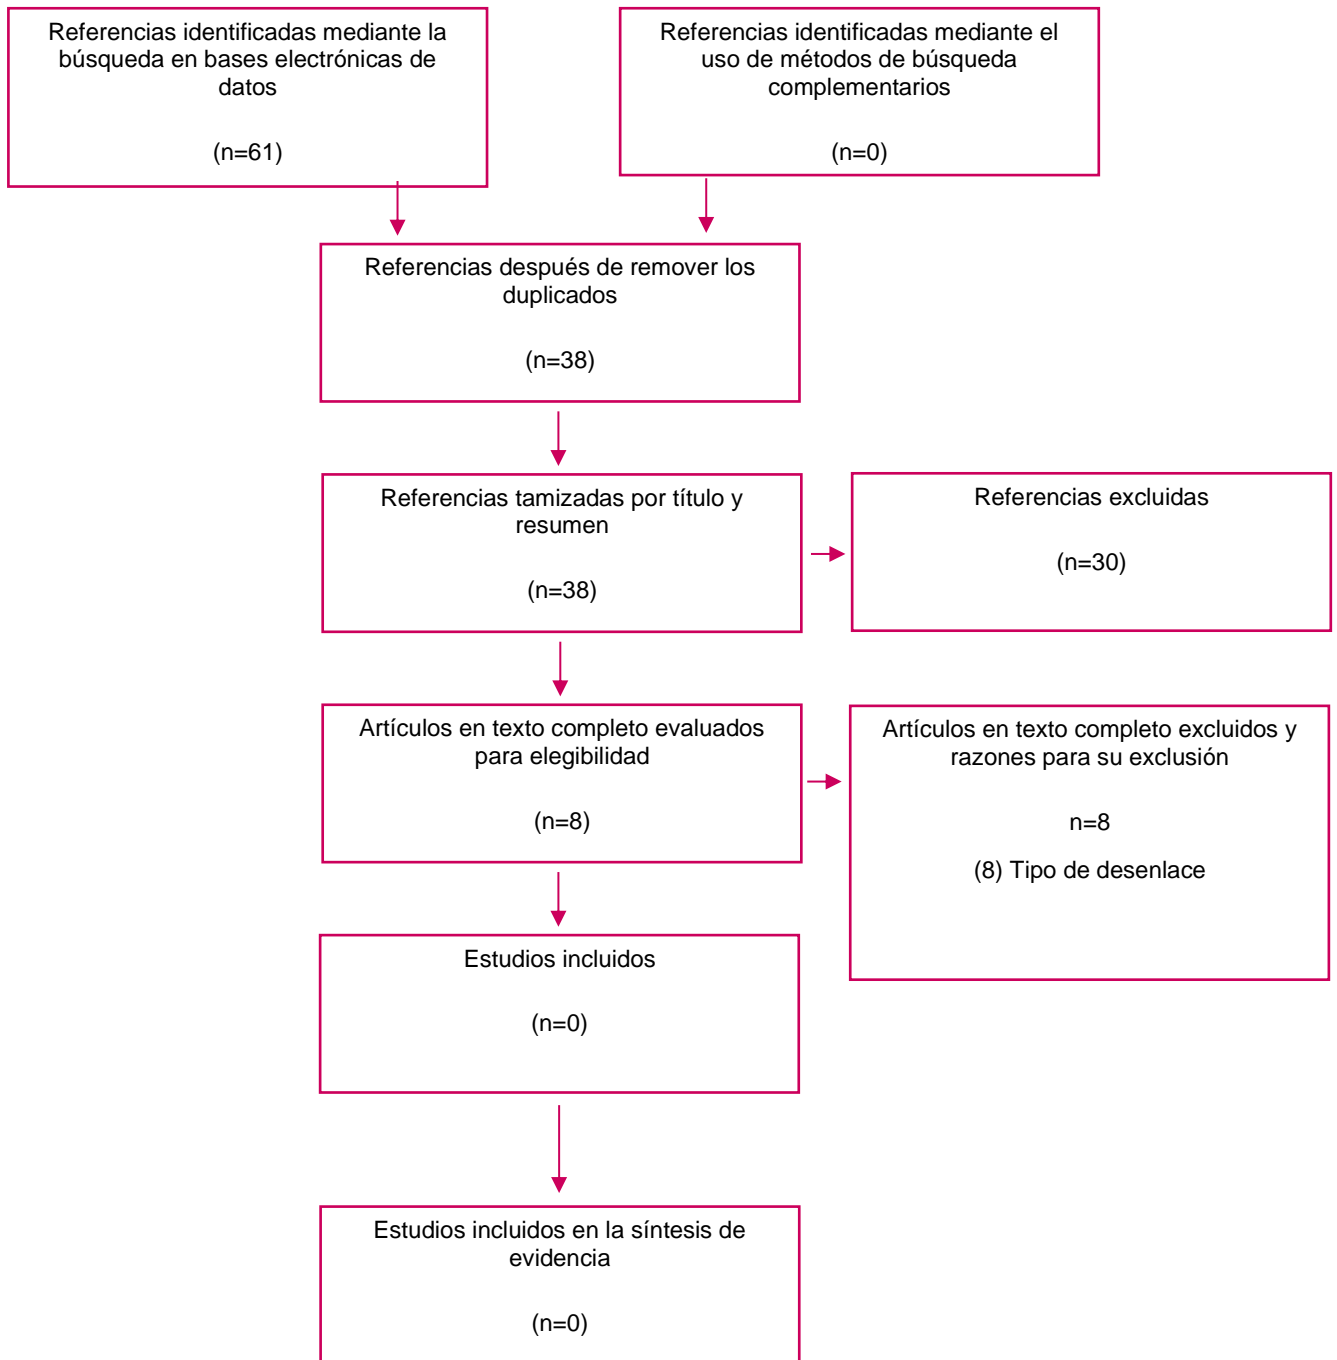 Referencias identificadas mediante la
búsqueda en bases electrónicas de
datos
(n=61)
Referencias identificadas mediante el
uso de métodos de búsqueda
complementarios
(n=0)
Referencias después de remover los
duplicados
(n=38)
Referencias tamizadas por título y
resumen
(n=38)
Referencias excluidas
(n=30)
Artículos en texto completo evaluados
para elegibilidad
(n=8)
Artículos en texto completo excluidos y
razones para su exclusión
n=8
(8) Tipo de desenlace
Estudios incluidos
(n=0)
Estudios incluidos en la síntesis de
evidencia
(n=0)